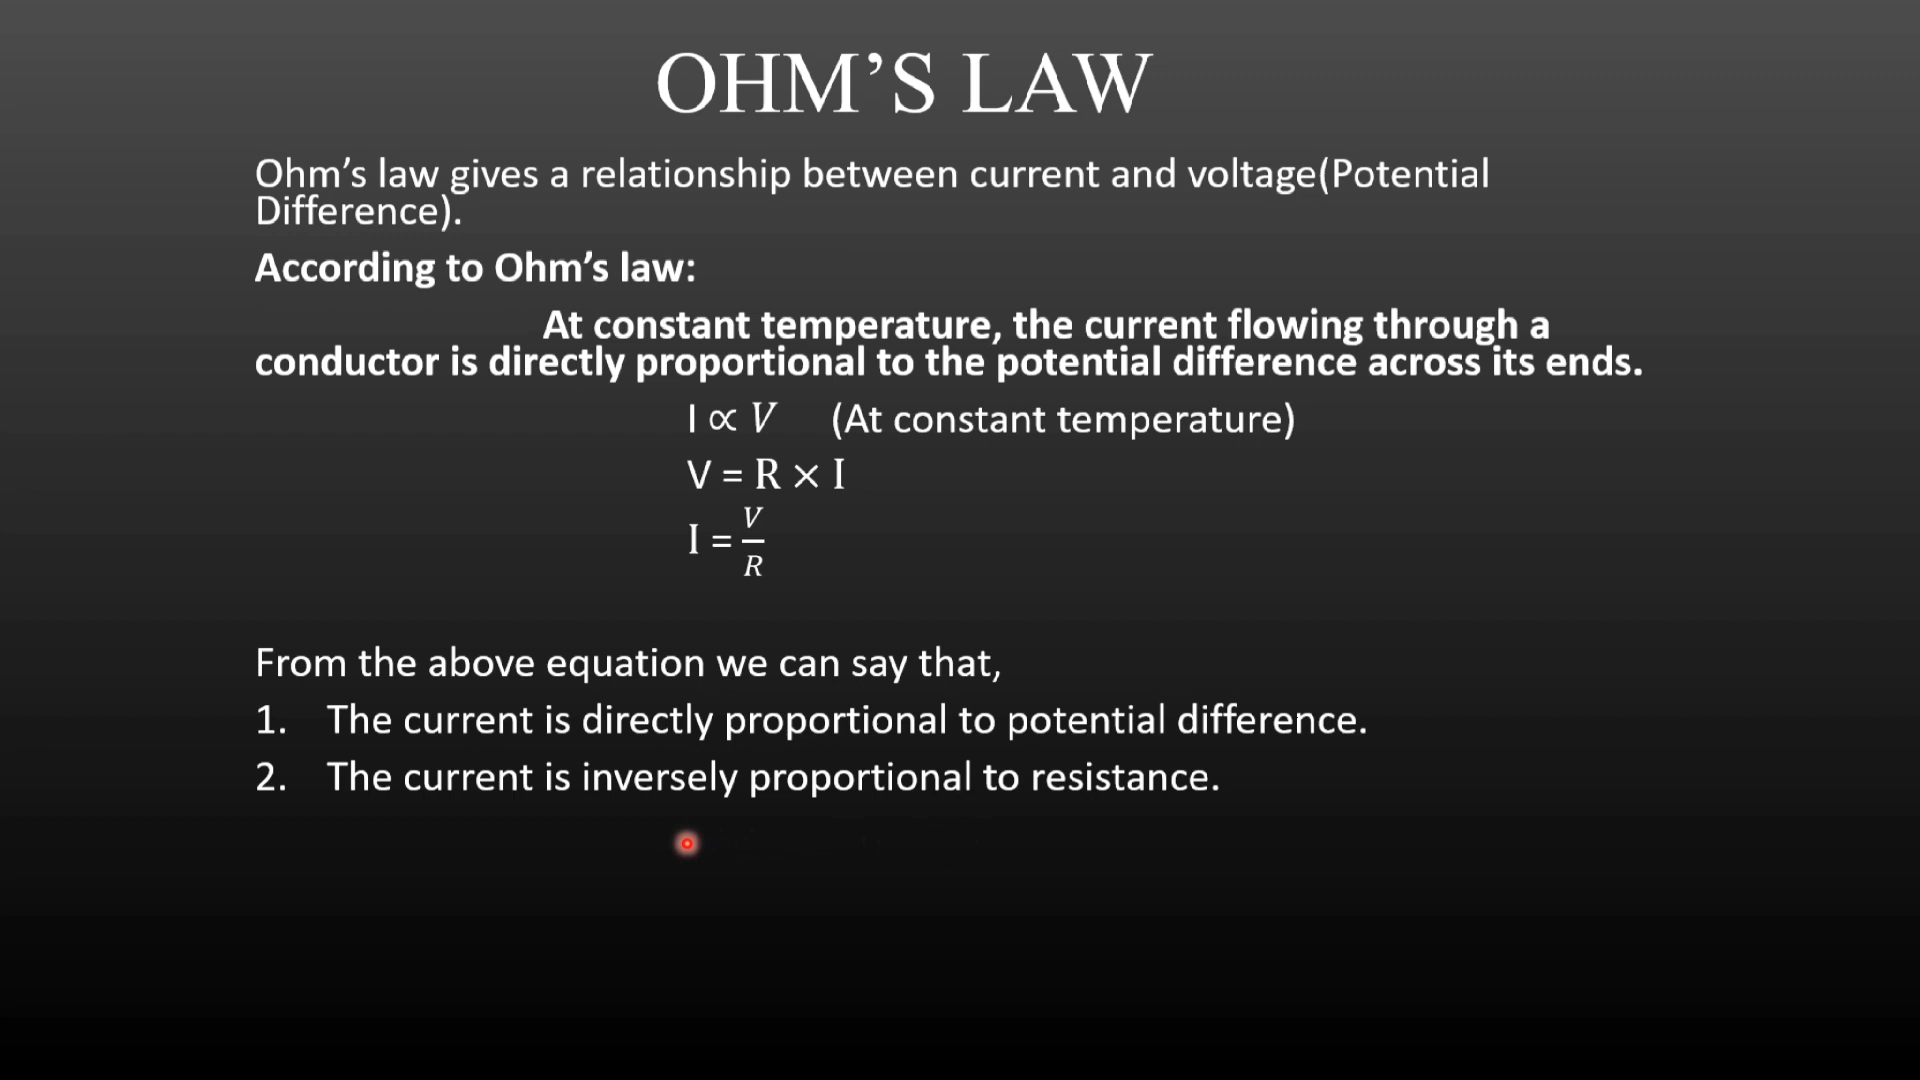 OHM’S LAW
Ohm’s law gives a relationship between current and voltage(Potential
Difference).
According to Ohm’s law:
At constant temperature, the current flowing through a
conductor is directly proportional to the potential difference across its ends.
I ∝ V (At constant temperature)
V = R × I
I = V/R
From the above equation we can say that,
1. The current is directly proportional to potential difference.
2. The current is inversely proportional to resistance.